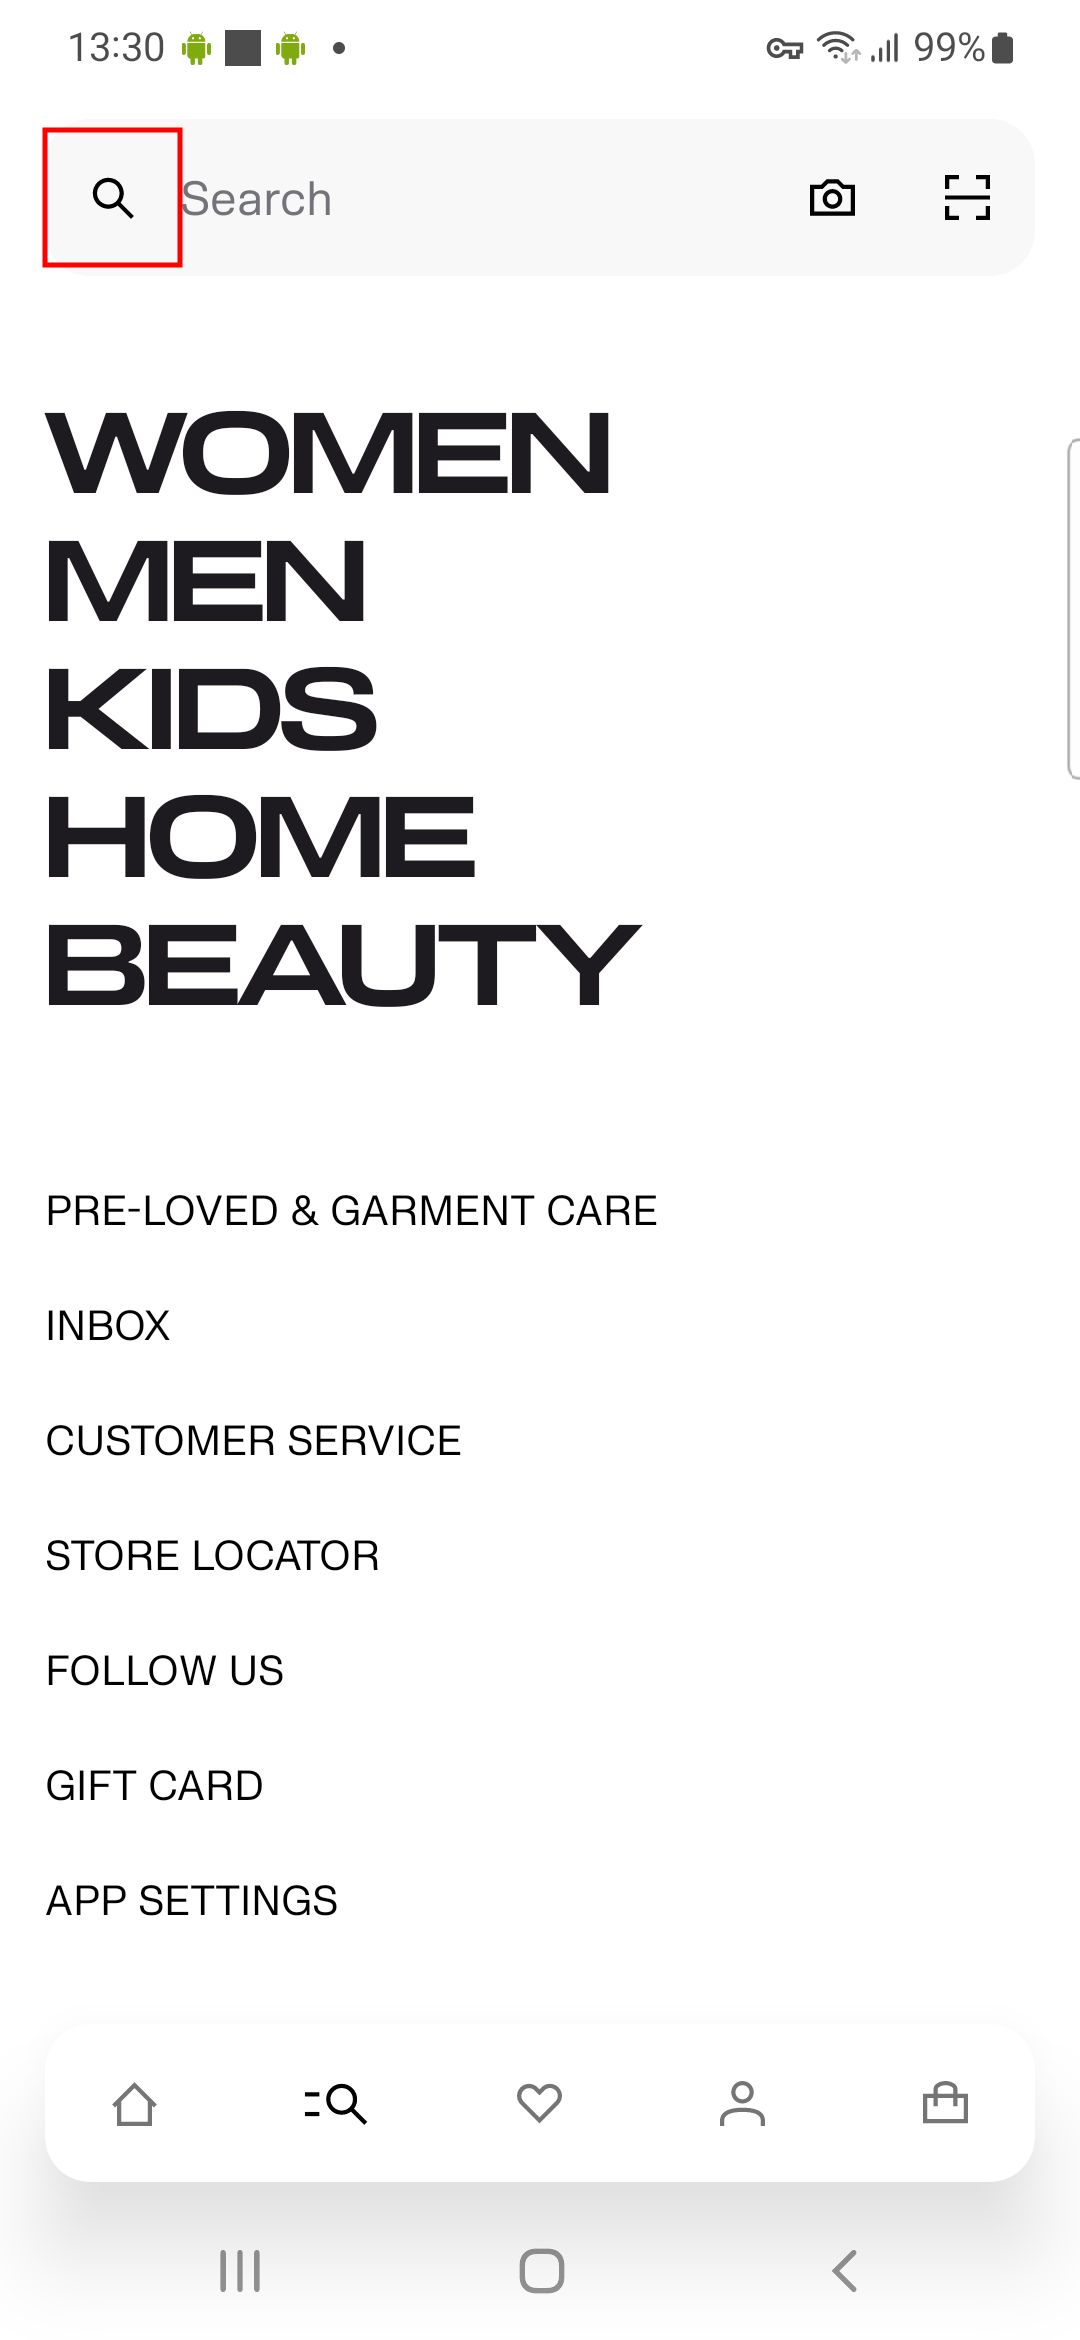 13:30 99%
Search
WOMEN
MEN
KIDS
HOME
BEAUTY
PRE-LOVED & GARMENT CARE
INBOX
CUSTOMER SERVICE
STORE LOCATOR
FOLLOW US
GIFT CARD
APP SETTINGS